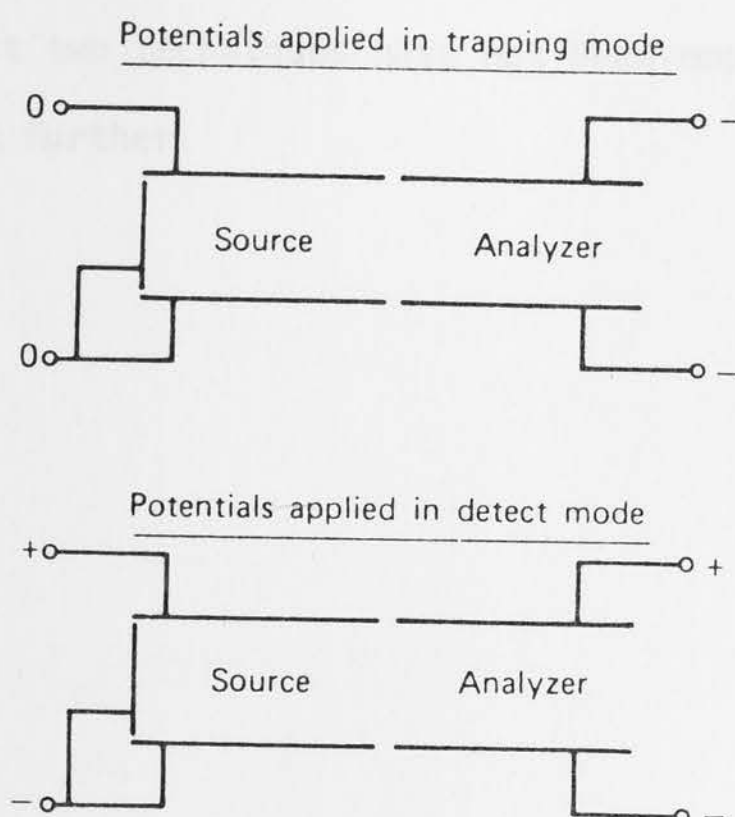 Potentials applied in trapping mode
0 −
Source Analyzer
0 −
Potentials applied in detect mode
+ +
Source Analyzer
− −